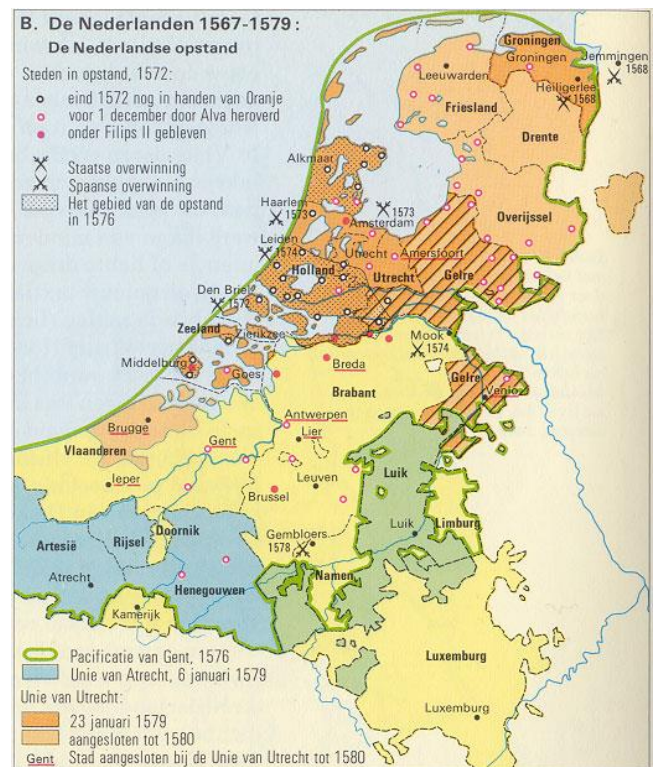 B. De Nederlanden 1567-1579:
De Nederlandse opstand
Steden in opstand, 1572:
eind 1572 nog in handen van Oranje
voor 1 december door Alva heroverd
onder Filips II gebleven
Staatse overwinning
Spaanse overwinning
Het gebied van de opstand
in 1576
Groningen
Groningen
Jemmingen
1568
Leeuwarden
Heiligerlee
1568
Friesland
Drente
Alkmaar
Haarlem
1573
1573
Amsterdam
Overijssel
Leiden
1574
Utrecht
Amersfoort
Holland
Utrecht
Gelre
Den Briel
1572
Zeeland
Zierikzee
Mook
1574
Middelburg
Goes
Breda
Gelre
Brabant
Venlo
Antwerpen
Brugge
Gent
Lier
Vlaanderen
Ieper
Luik
Brussel
Leuven
Doornik
Luik
Limburg
Artesië
Rijsel
Gembloers
1578
Atrecht
Henegouwen
Namen
Kamerijk
Luxemburg
Luxemburg
Pacificatie van Gent, 1576
Unie van Atrecht, 6 januari 1579
Unie van Utrecht:
23 januari 1579
aangesloten tot 1580
Gent Stad aangesloten bij de Unie van Utrecht tot 1580